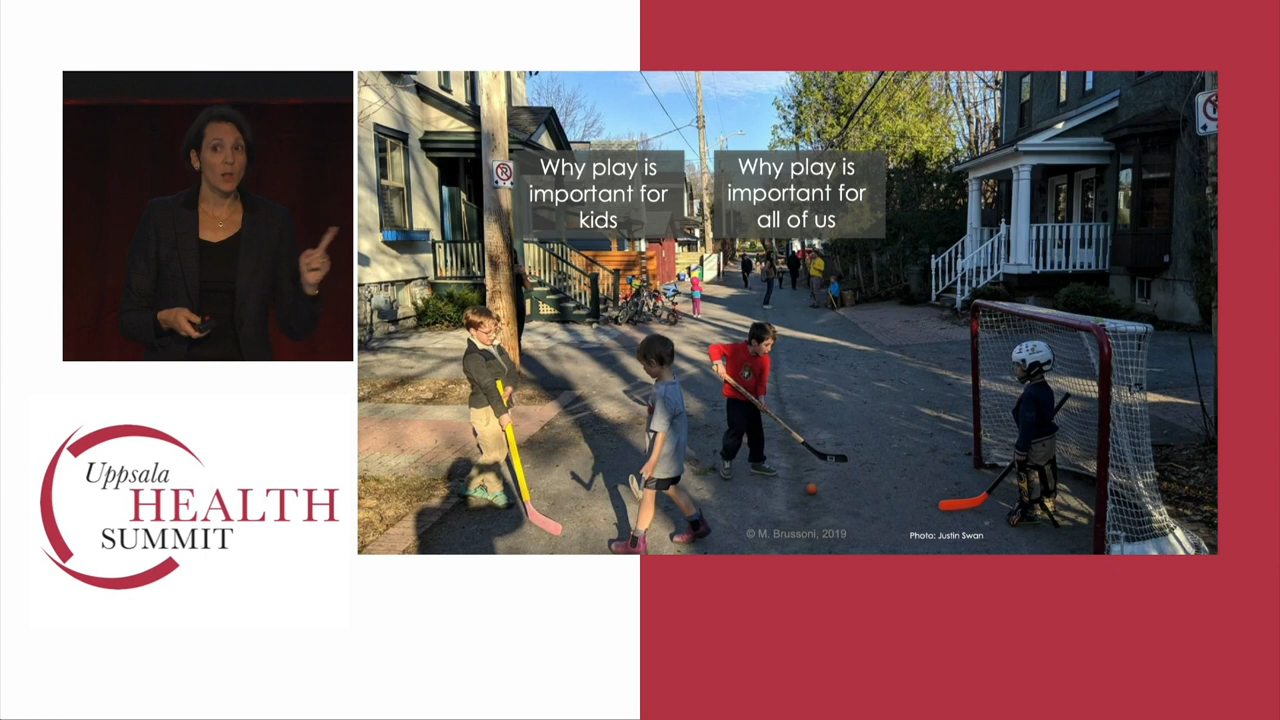 Why play is
important for
kids
Why play is
important for
all of us
© M. Brussoni, 2019
Photo: Justin Swan
Uppsala
HEALTH
SUMMIT